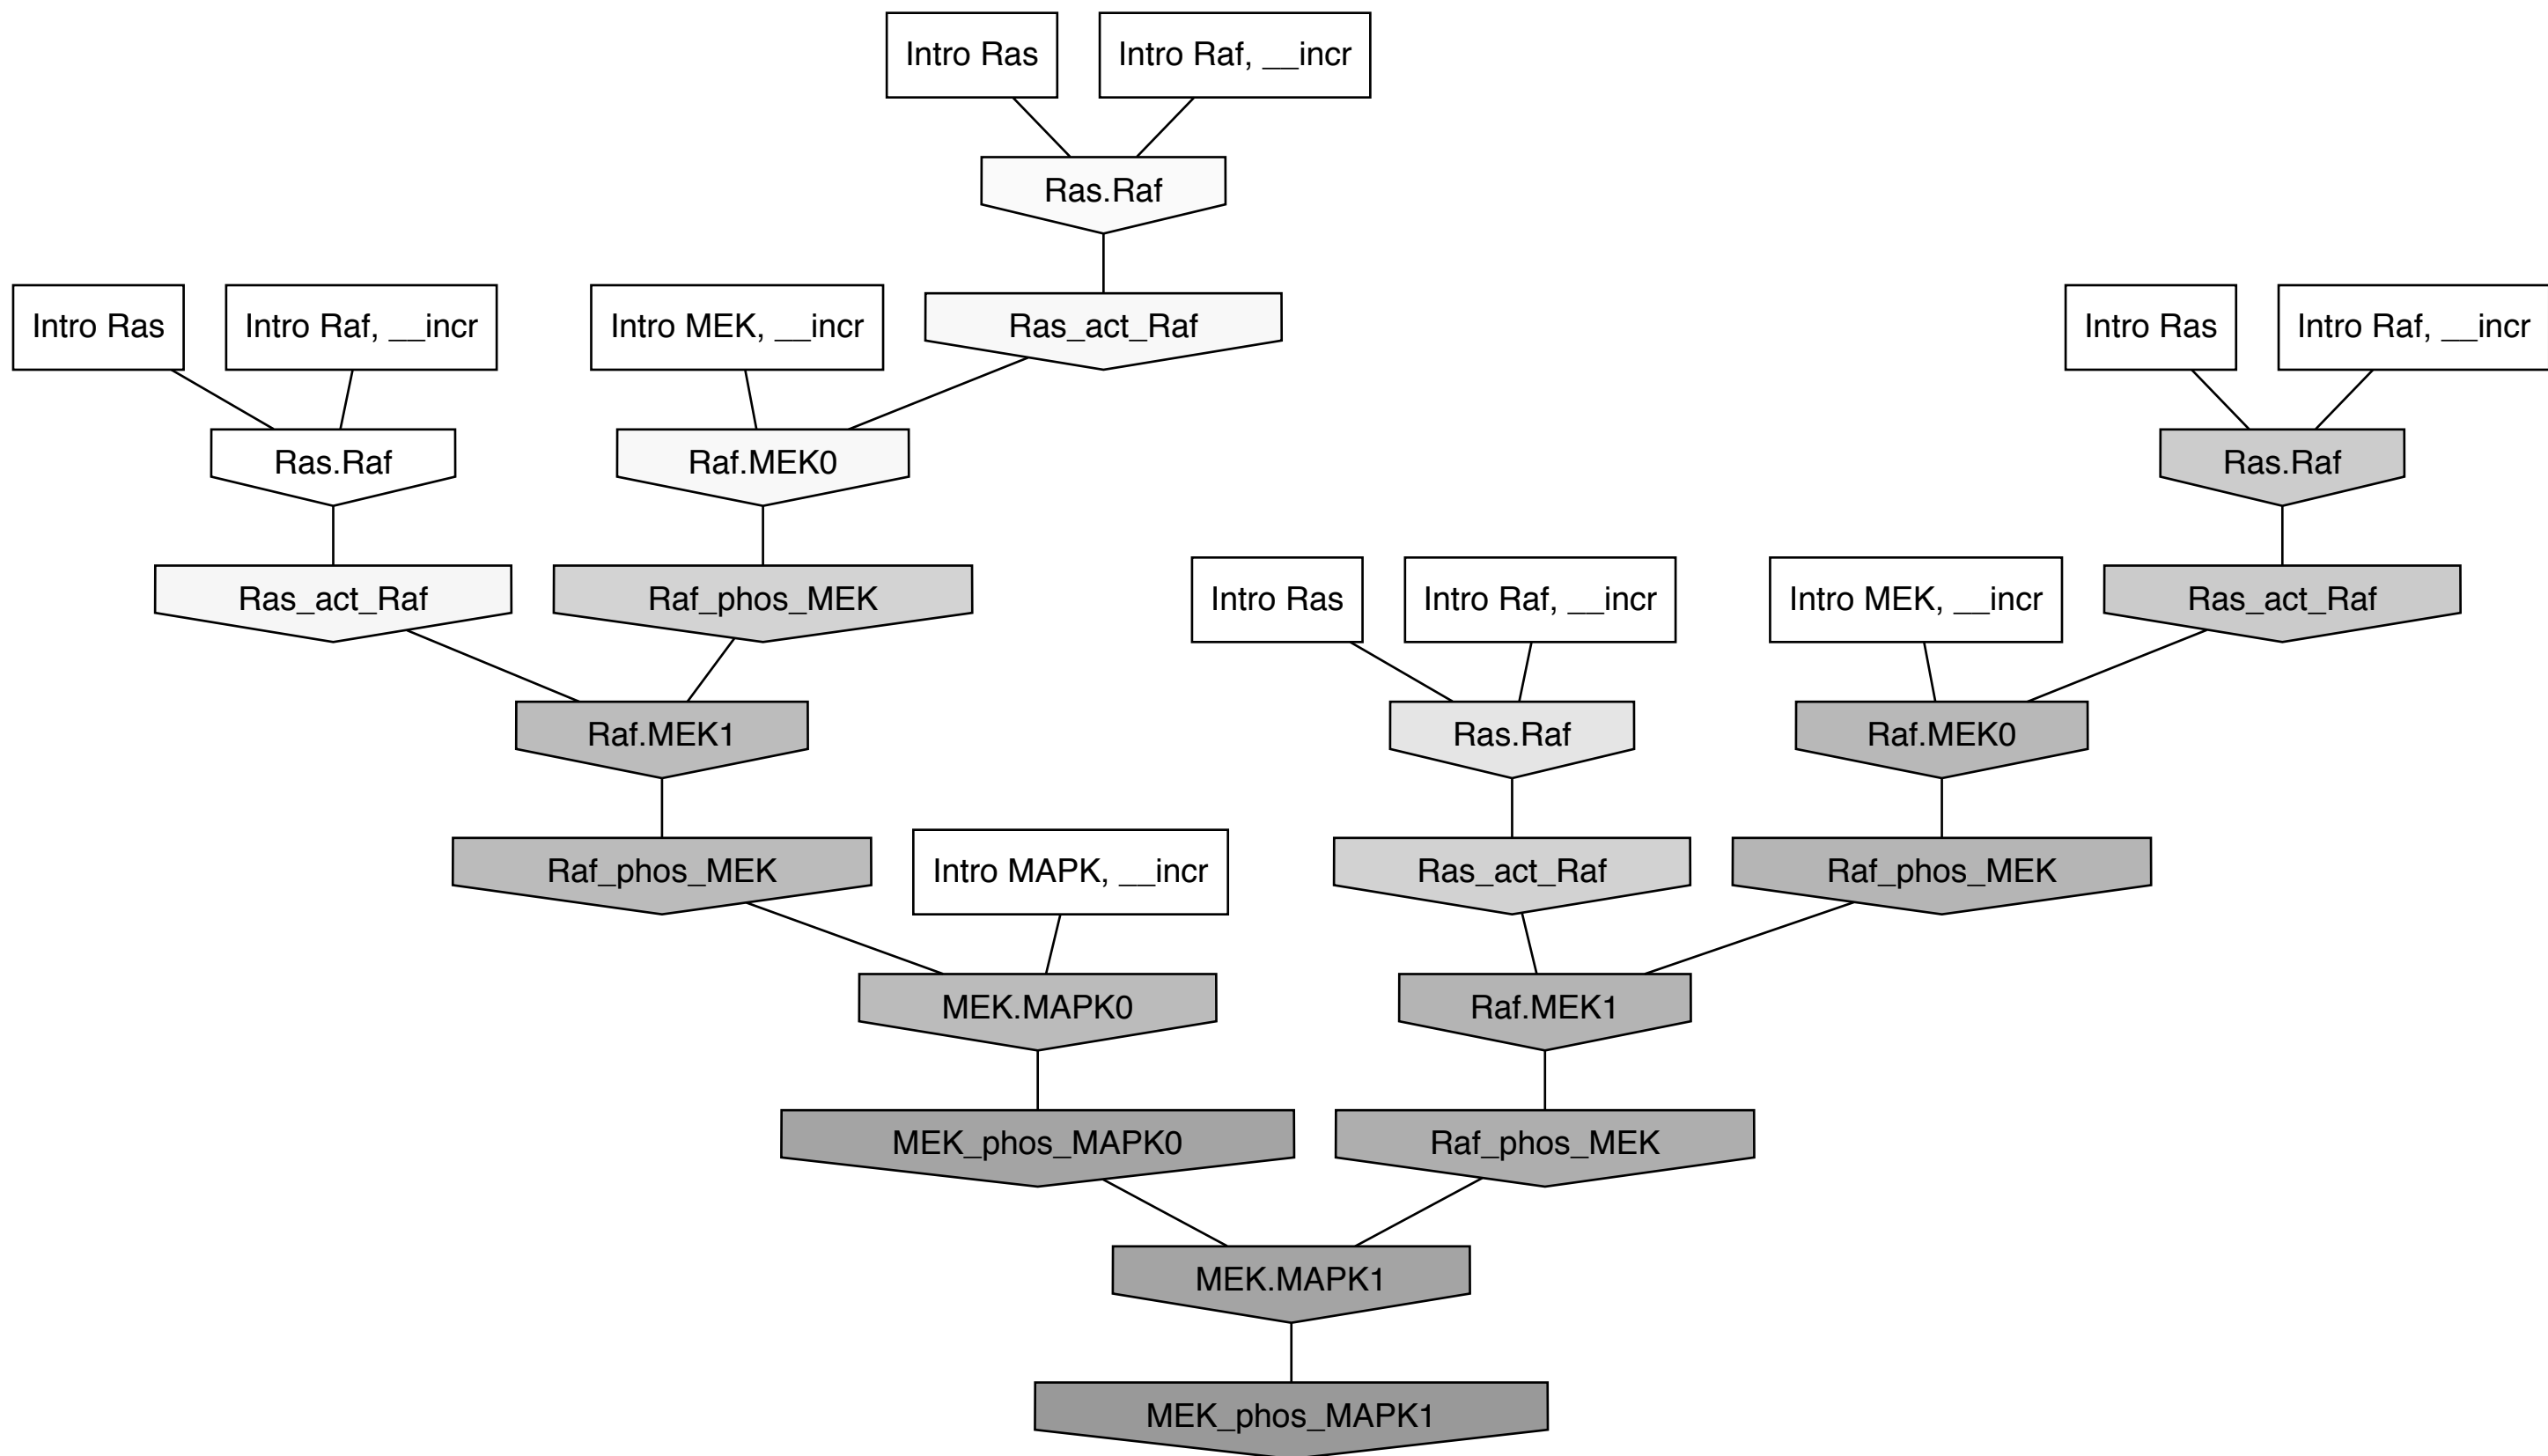 Intro Ras
Intro Raf, __incr
Ras.Raf
Intro Ras
Intro Raf, __incr
Intro MEK, __incr
Ras_act_Raf
Intro Ras
Intro Raf, __incr
Ras.Raf
Raf.MEK0
Ras.Raf
Ras_act_Raf
Raf_phos_MEK
Intro Ras
Intro Raf, __incr
Intro MEK, __incr
Ras_act_Raf
Raf.MEK1
Ras.Raf
Raf.MEK0
Raf_phos_MEK
Intro MAPK, __incr
Ras_act_Raf
Raf_phos_MEK
MEK.MAPK0
Raf.MEK1
MEK_phos_MAPK0
Raf_phos_MEK
MEK.MAPK1
MEK_phos_MAPK1